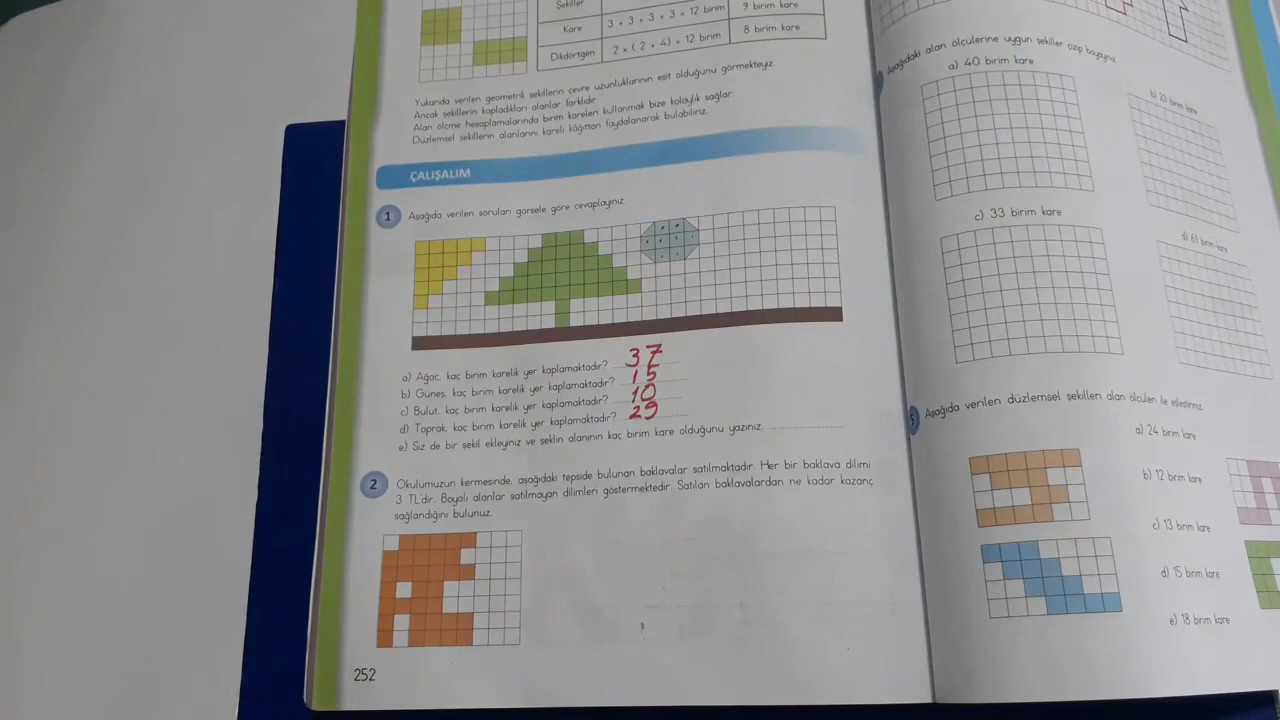 Şekiller
Kare
3 + 3 + 3 + 3 = 12 birim
9 birim kare
Dikdörtgen
2 × ( 2 + 4) = 12 birim
8 birim kare
Yukarıda verilen geometrik şekillerin çevre uzunluklarının eşit olduğunu görmekteyiz.
Ancak şekillerin kapladıkları alanlar farklıdır.
Alan ölçme hesaplamalarında birim kareleri kullanmak bize kolaylık sağlar.
Düzlemsel şekillerin alanlarını kareli kâğıttan faydalanarak bulabiliriz.
ÇALIŞALIM
1 Aşağıda verilen soruları görsele göre cevaplayınız.
a) Ağaç, kaç birim karelik yer kaplamaktadır? 37
b) Güneş, kaç birim karelik yer kaplamaktadır? 15
c) Bulut, kaç birim karelik yer kaplamaktadır? 10
d) Toprak, kaç birim karelik yer kaplamaktadır? 29
e) Siz de bir şekil ekleyiniz ve şeklin alanının kaç birim kare olduğunu yazınız.
2 Okulumuzun kermesinde, aşağıdaki tepside bulunan baklavalar satılmaktadır. Her bir baklava dilimi
3 TL'dir. Boyalı alanlar satılmayan dilimleri göstermektedir. Satılan baklavalardan ne kadar kazanç
sağlandığını bulunuz.
252
Aşağıdaki alan ölçülerine uygun şekiller çizip boyayınız.
a) 40 birim kare
b) 23 birim kare
c) 33 birim kare
d) 61 birim kare
5 Aşağıda verilen düzlemsel şekilleri alan ölçüleri ile eşleştiriniz.
a) 24 birim kare
b) 12 birim kare
c) 13 birim kare
d) 15 birim kare
e) 18 birim kare